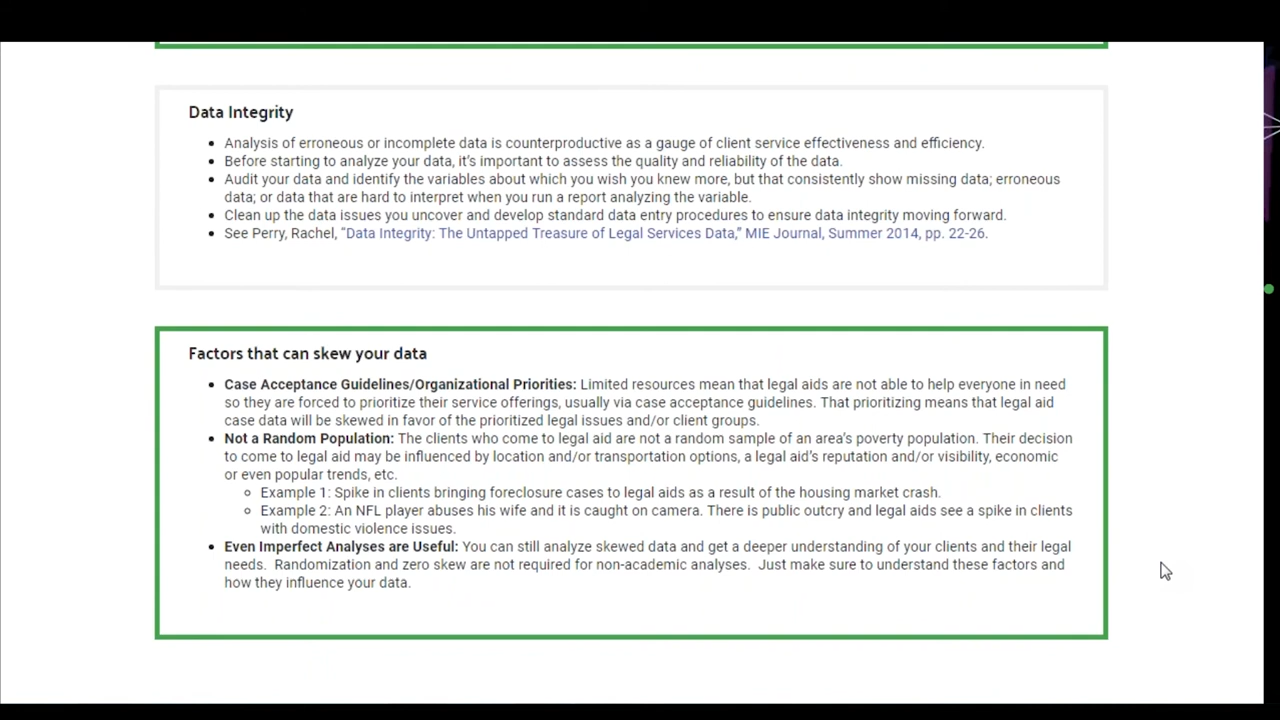 Data Integrity
• Analysis of erroneous or incomplete data is counterproductive as a gauge of client service effectiveness and efficiency.
• Before starting to analyze your data, it's important to assess the quality and reliability of the data.
• Audit your data and identify the variables about which you wish you knew more, but that consistently show missing data; erroneous
data; or data that are hard to interpret when you run a report analyzing the variable.
• Clean up the data issues you uncover and develop standard data entry procedures to ensure data integrity moving forward.
• See Perry, Rachel, “Data Integrity: The Untapped Treasure of Legal Services Data,” MIE Journal, Summer 2014, pp. 22-26.
Factors that can skew your data
• Case Acceptance Guidelines/Organizational Priorities: Limited resources mean that legal aids are not able to help everyone in need
so they are forced to prioritize their service offerings, usually via case acceptance guidelines. That prioritizing means that legal aid
case data will be skewed in favor of the prioritized legal issues and/or client groups.
• Not a Random Population: The clients who come to legal aid are not a random sample of an area's poverty population. Their decision
to come to legal aid may be influenced by location and/or transportation options, a legal aid's reputation and/or visibility, economic
or even popular trends, etc.
◦ Example 1: Spike in clients bringing foreclosure cases to legal aids as a result of the housing market crash.
◦ Example 2: An NFL player abuses his wife and it is caught on camera. There is public outcry and legal aids see a spike in clients
with domestic violence issues.
• Even Imperfect Analyses are Useful: You can still analyze skewed data and get a deeper understanding of your clients and their legal
needs. Randomization and zero skew are not required for non-academic analyses. Just make sure to understand these factors and
how they influence your data.